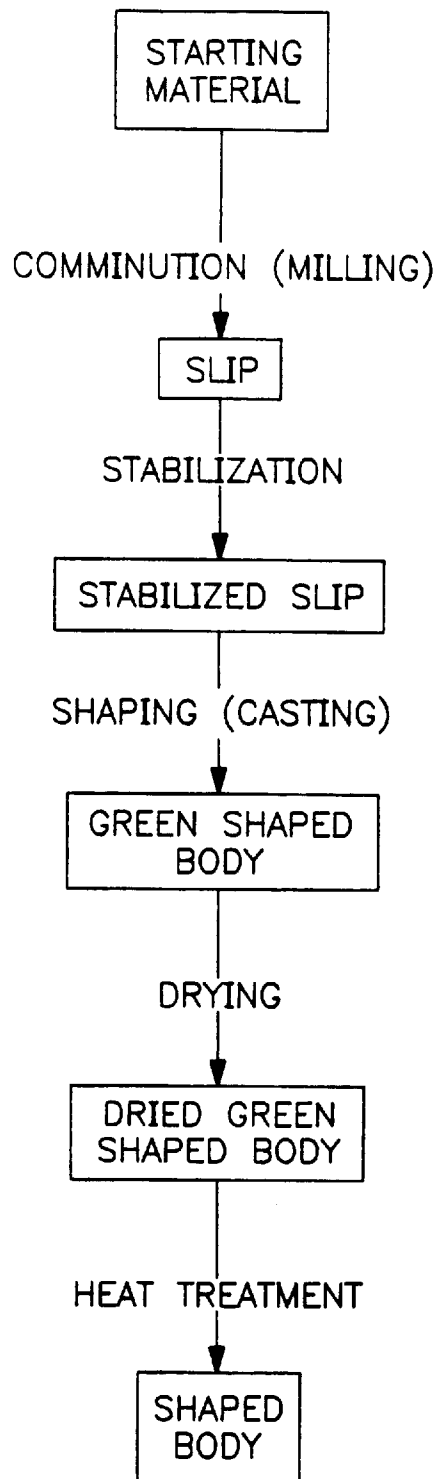 STARTING
MATERIAL
COMMINUTION (MILLING)
SLIP
STABILIZATION
STABILIZED SLIP
SHAPING (CASTING)
GREEN SHAPED
BODY
DRYING
DRIED GREEN
SHAPED BODY
HEAT TREATMENT
SHAPED
BODY